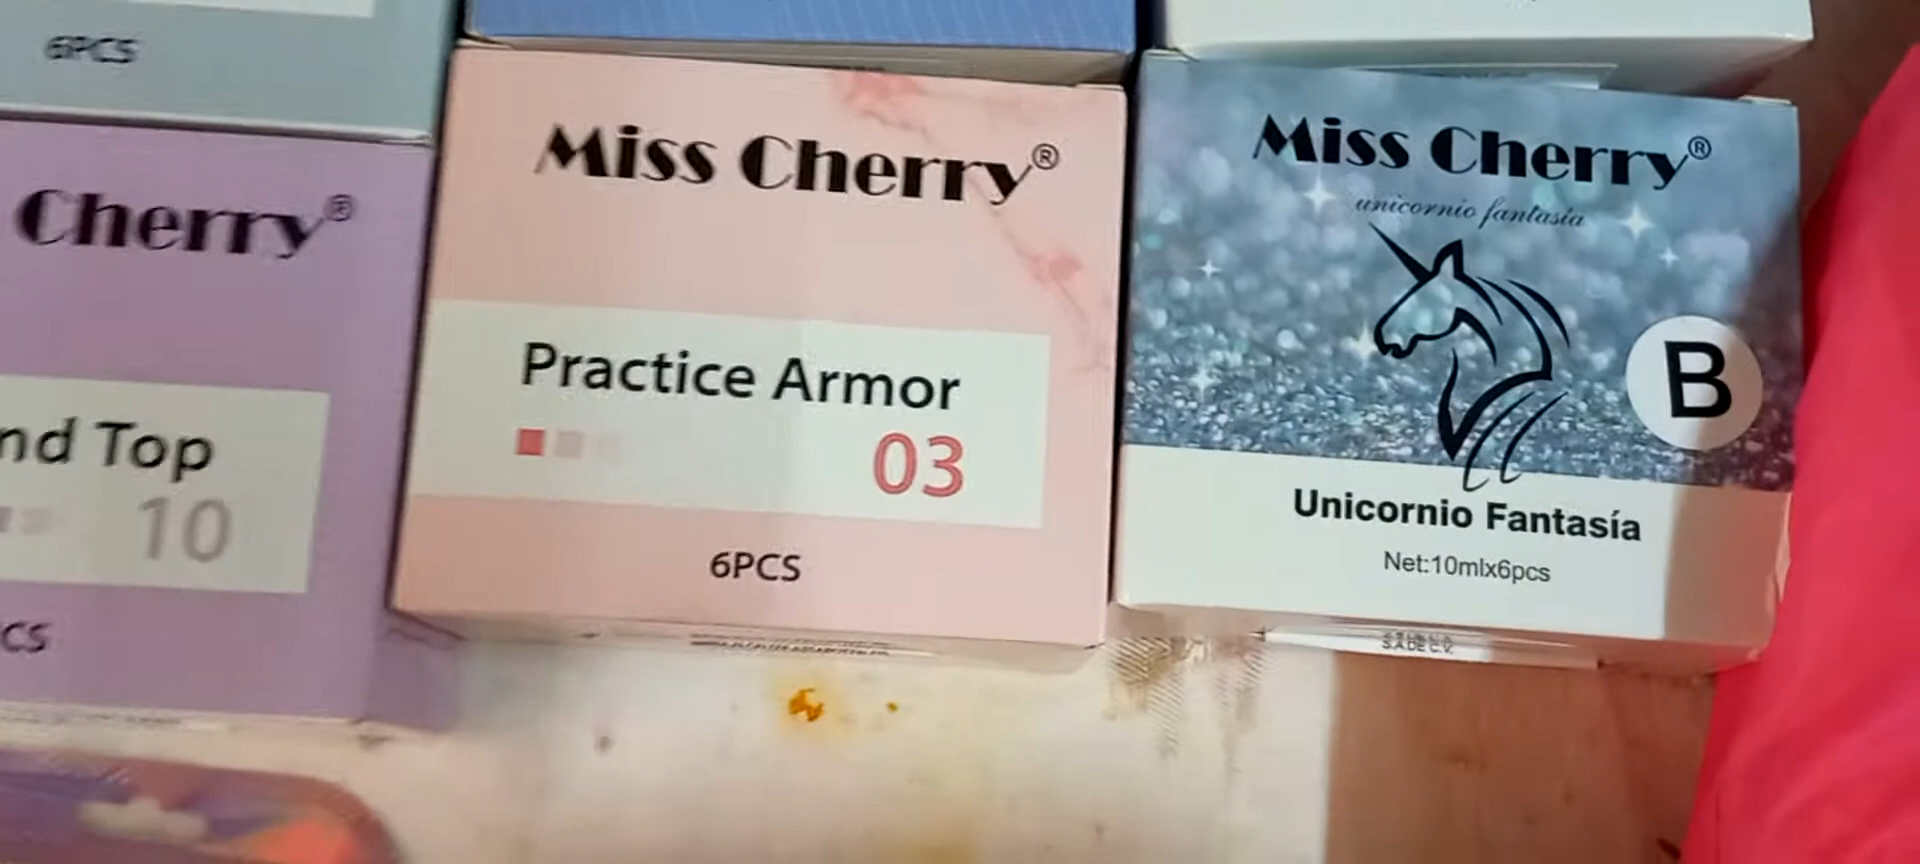 6PCS
Cherry®
nd Top
10
CS
Miss Cherry®
Practice Armor
03
6PCS
Miss Cherry®
unicornio fantasía
B
Unicornio Fantasía
Net:10mlx6pcs
S.A DE C.V.